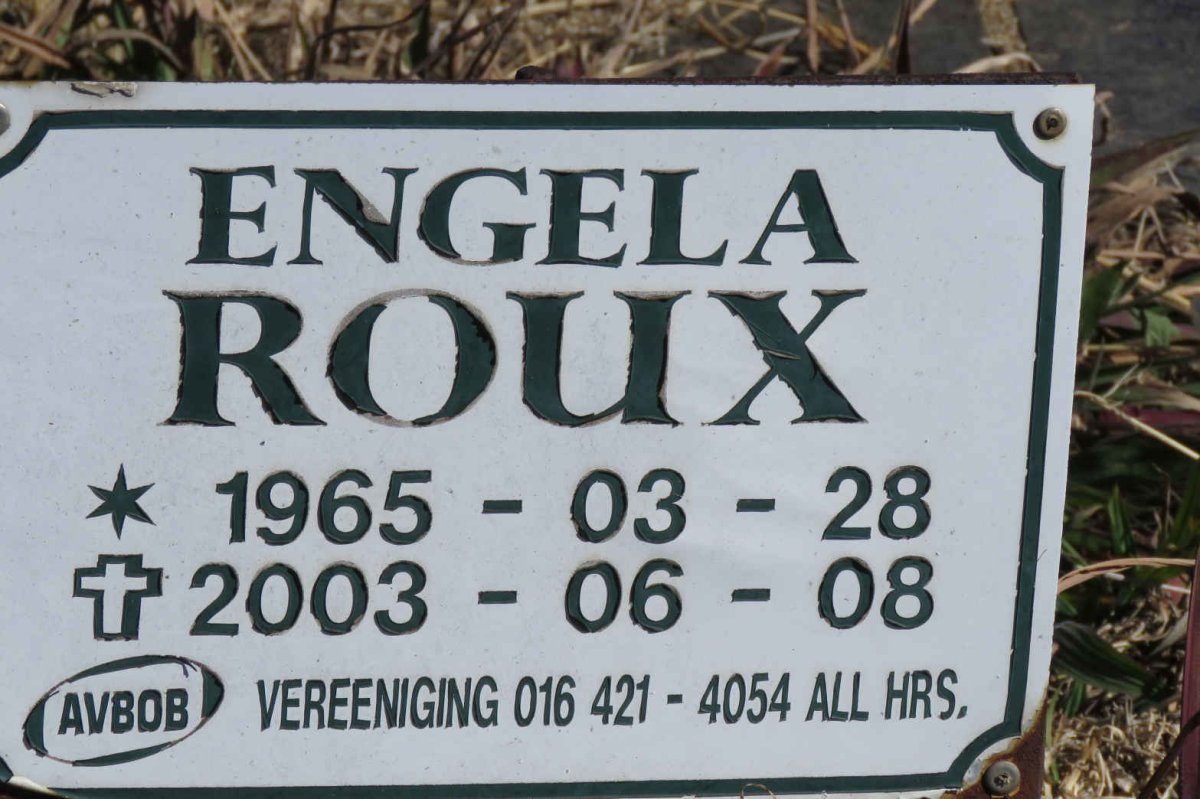 ENGELA
ROUX
1965 - 03 - 28
2003 - 06 - 08
AVBOB VEREENIGING 016 421 - 4054 ALL HRS.